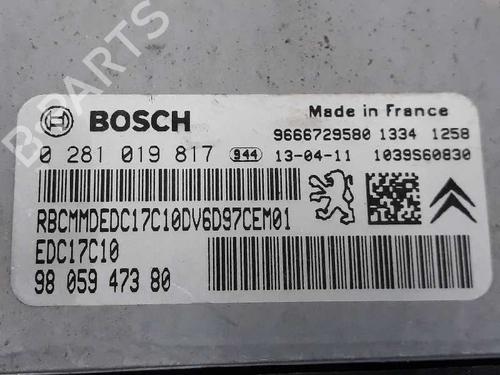 B-PARTS
BOSCH
Made in France
9666729580 1334 1258
0 281 019 817 944 13-04-11 1039S60830
RBCMMDEDC17C10DV6D97CEM01
EDC17C10
98 059 473 80